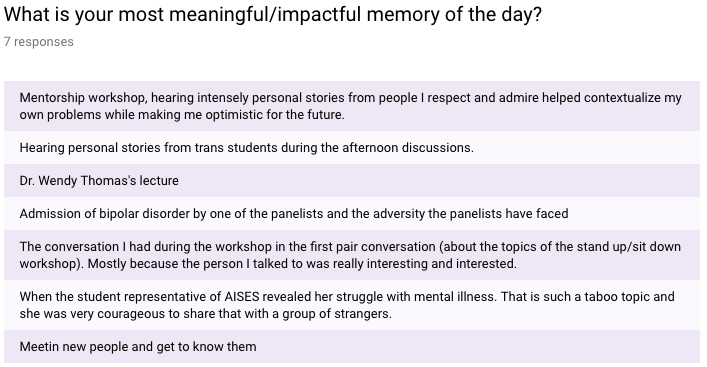 What is your most meaningful/impactful memory of the day?
7 responses
Mentorship workshop, hearing intensely personal stories from people I respect and admire helped contextualize my
own problems while making me optimistic for the future.
Hearing personal stories from trans students during the afternoon discussions.
Dr. Wendy Thomas's lecture
Admission of bipolar disorder by one of the panelists and the adversity the panelists have faced
The conversation I had during the workshop in the first pair conversation (about the topics of the stand up/sit down
workshop). Mostly because the person I talked to was really interesting and interested.
When the student representative of AISES revealed her struggle with mental illness. That is such a taboo topic and
she was very courageous to share that with a group of strangers.
Meetin new people and get to know them